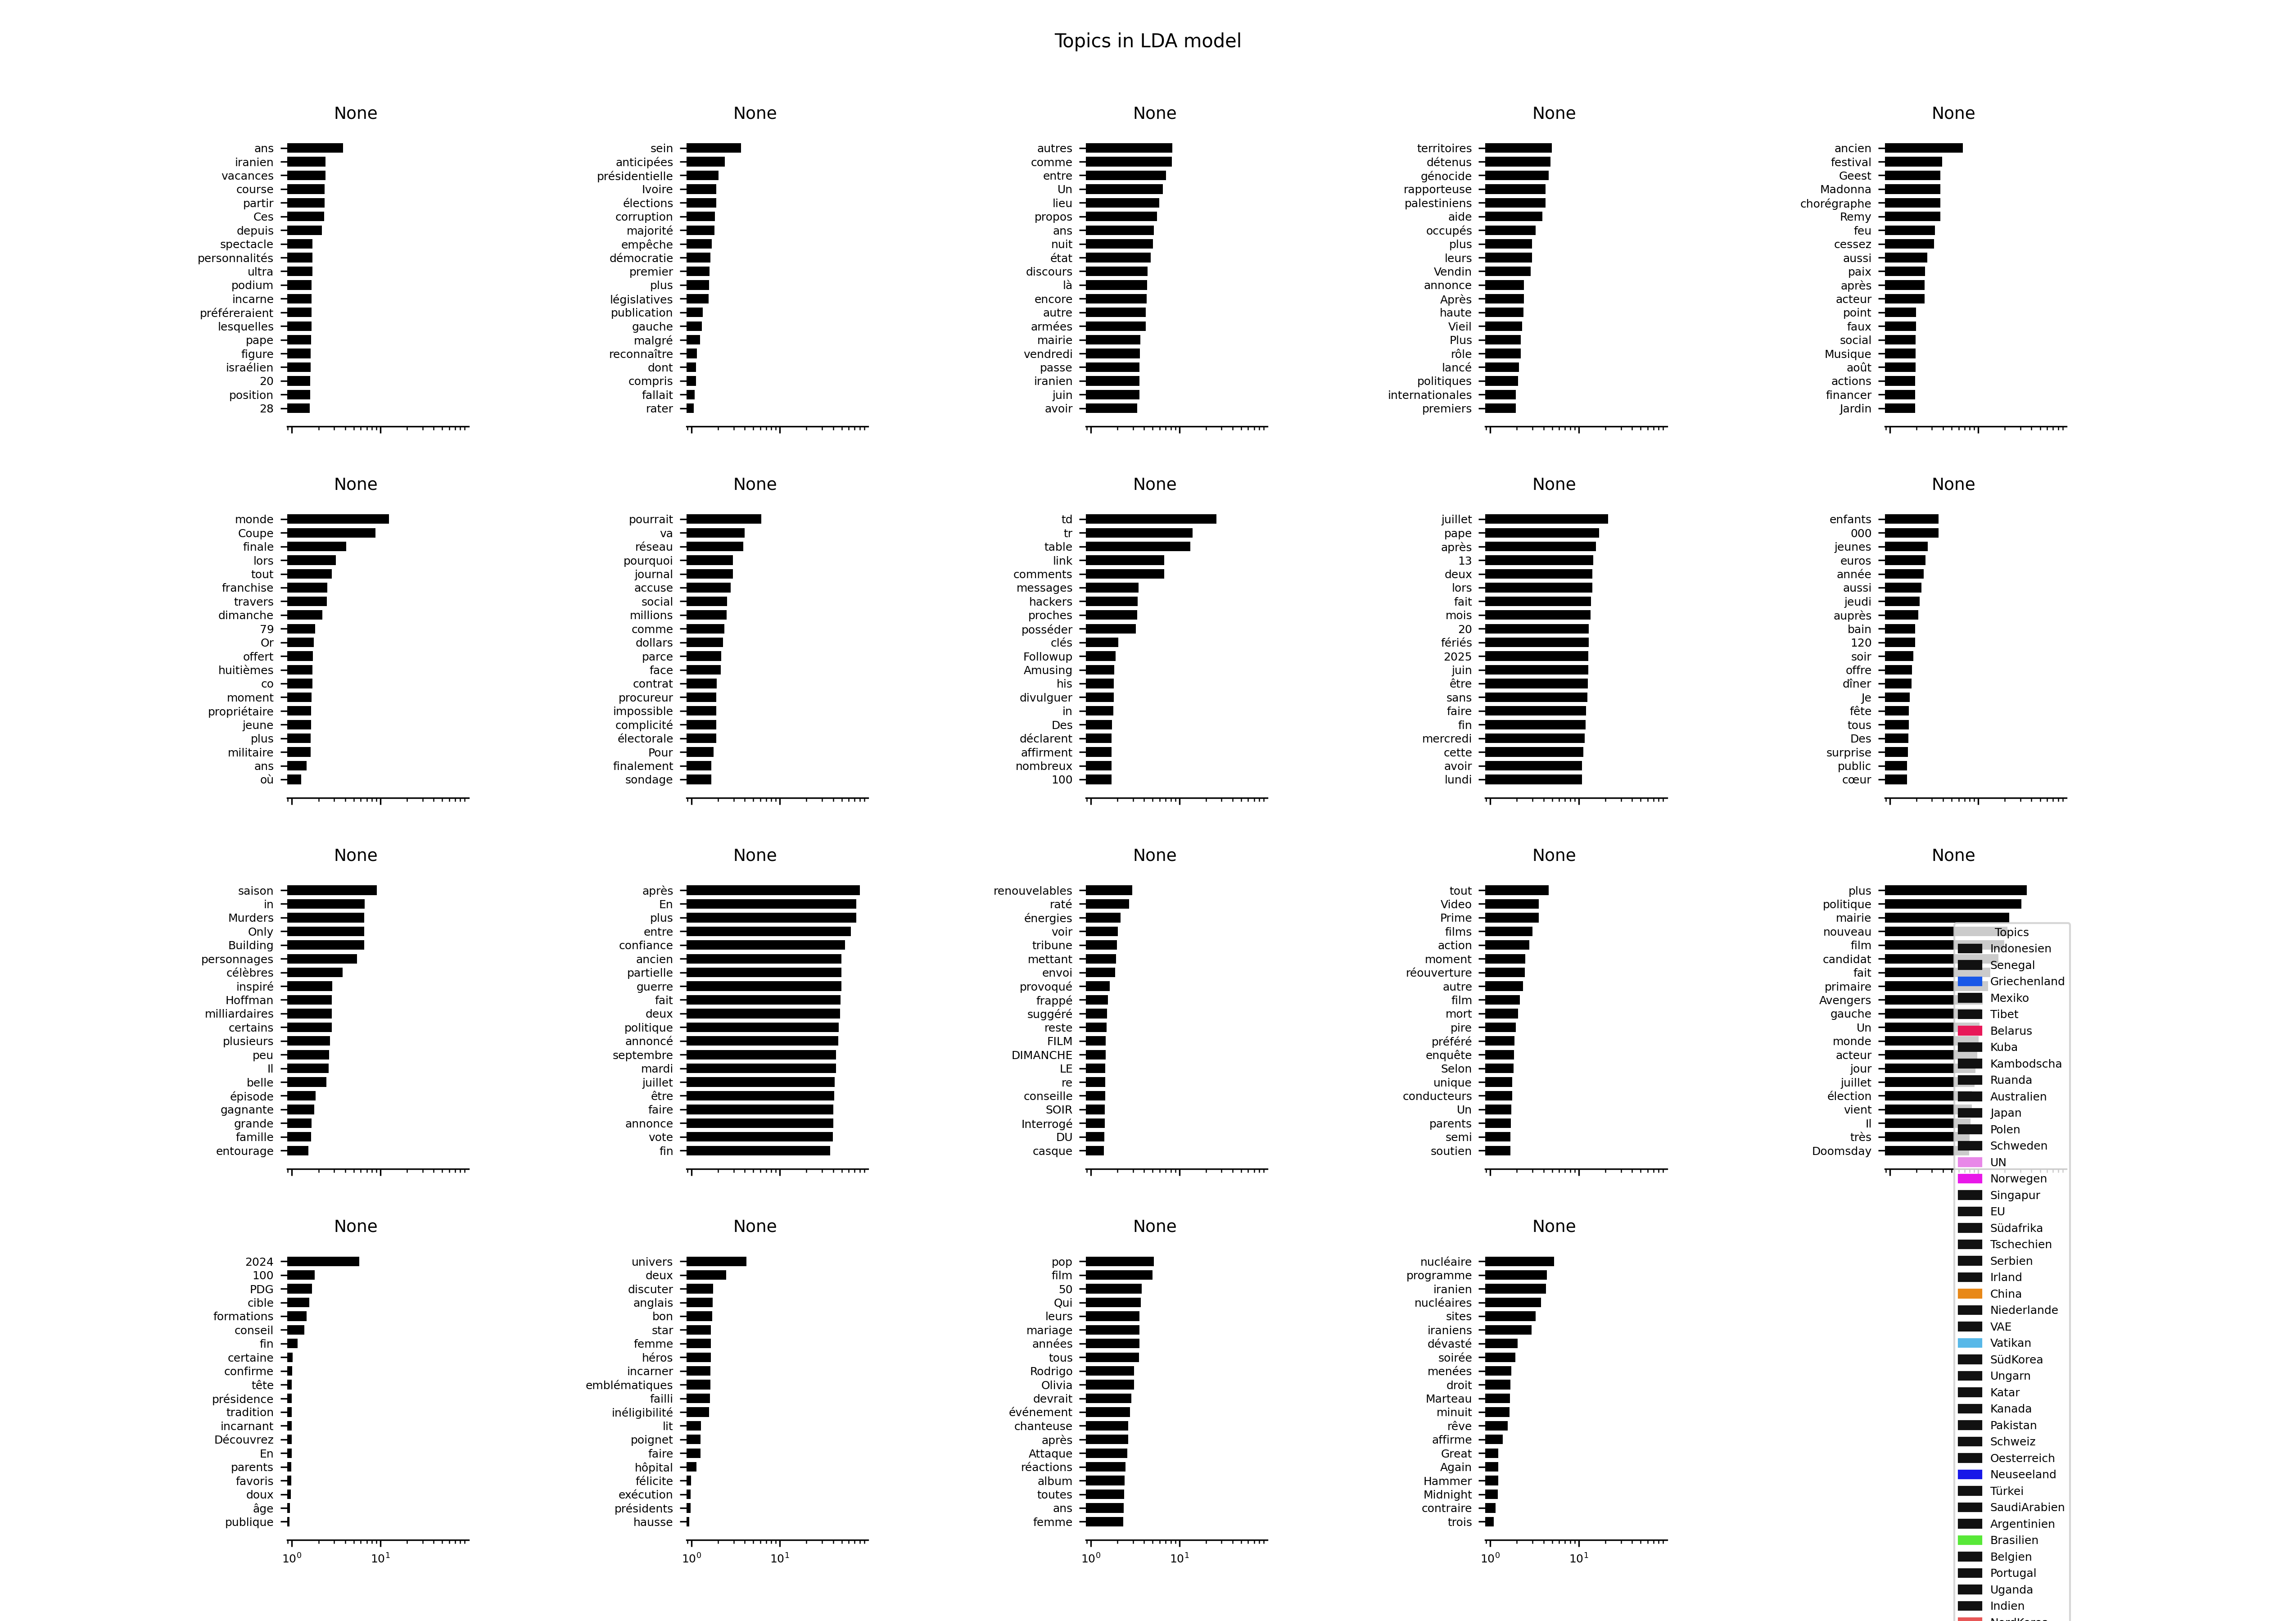 Topics in LDA model
None
ans
iranien
vacances
course
partir
Ces
depuis
spectacle
personnalités
ultra
podium
incarne
préféreraient
lesquelles
pape
figure
israélien
20
position
28
None
sein
anticipées
présidentielle
Ivoire
élections
corruption
majorité
empêche
démocratie
premier
plus
législatives
publication
gauche
malgré
reconnaître
dont
compris
fallait
rater
None
autres
comme
entre
Un
lieu
propos
ans
nuit
état
discours
là
encore
autre
armées
mairie
vendredi
passe
iranien
juin
avoir
None
territoires
détenus
génocide
rapporteuse
palestiniens
aide
occupés
plus
leurs
Vendin
annonce
Après
haute
Vieil
Plus
rôle
lancé
politiques
internationales
premiers
None
ancien
festival
Geest
Madonna
chorégraphe
Remy
feu
cessez
aussi
paix
après
acteur
point
faux
social
Musique
août
actions
financer
Jardin
None
monde
Coupe
finale
lors
tout
franchise
travers
dimanche
79
Or
offert
huitièmes
co
moment
propriétaire
jeune
plus
militaire
ans
où
None
pourrait
va
réseau
pourquoi
journal
accuse
social
millions
comme
dollars
parce
face
contrat
procureur
impossible
complicité
électorale
Pour
finalement
sondage
None
td
tr
table
link
comments
messages
hackers
proches
posséder
clés
Followup
Amusing
his
divulguer
in
Des
déclarent
affirment
nombreux
100
None
juillet
pape
après
13
deux
lors
fait
mois
20
fériés
2025
juin
être
sans
faire
fin
mercredi
cette
avoir
lundi
None
enfants
000
jeunes
euros
année
aussi
jeudi
auprès
bain
120
soir
offre
dîner
Je
fête
tous
Des
surprise
public
cœur
None
saison
in
Murders
Only
Building
personnages
célèbres
inspiré
Hoffman
milliardaires
certains
plusieurs
peu
Il
belle
épisode
gagnante
grande
famille
entourage
None
après
En
plus
entre
confiance
ancien
partielle
guerre
fait
deux
politique
annoncé
septembre
mardi
juillet
être
faire
annonce
vote
fin
None
renouvelables
raté
énergies
voir
tribune
mettant
envoi
provoqué
frappé
suggéré
reste
FILM
DIMANCHE
LE
re
conseille
SOIR
Interrogé
DU
casque
None
tout
Video
Prime
films
action
moment
réouverture
autre
film
mort
pire
préféré
enquête
Selon
unique
conducteurs
Un
parents
semi
soutien
None
plus
politique
mairie
nouveau
film
candidat
fait
primaire
Avengers
gauche
Un
monde
acteur
jour
juillet
élection
vient
Il
très
Doomsday
None
2024
100
PDG
cible
formations
conseil
fin
certaine
confirme
tête
présidence
tradition
incarnant
Découvrez
En
parents
favoris
doux
âge
publique
10⁰ 10¹
None
univers
deux
discuter
anglais
bon
star
femme
héros
incarner
emblématiques
failli
inéligibilité
lit
poignet
faire
hôpital
félicite
exécution
présidents
hausse
10⁰ 10¹
None
pop
film
50
Qui
leurs
mariage
années
tous
Rodrigo
Olivia
devrait
événement
chanteuse
après
Attaque
réactions
album
toutes
ans
femme
10⁰ 10¹
None
nucléaire
programme
iranien
nucléaires
sites
iraniens
dévasté
soirée
menées
droit
Marteau
minuit
rêve
affirme
Great
Again
Hammer
Midnight
contraire
trois
10⁰ 10¹
Topics
Indonesien
Senegal
Griechenland
Mexiko
Tibet
Belarus
Kuba
Kambodscha
Ruanda
Australien
Japan
Polen
Schweden
UN
Norwegen
Singapur
EU
Südafrika
Tschechien
Serbien
Irland
China
Niederlande
VAE
Vatikan
SüdKorea
Ungarn
Katar
Kanada
Pakistan
Schweiz
Oesterreich
Neuseeland
Türkei
SaudiArabien
Argentinien
Brasilien
Belgien
Portugal
Uganda
Indien